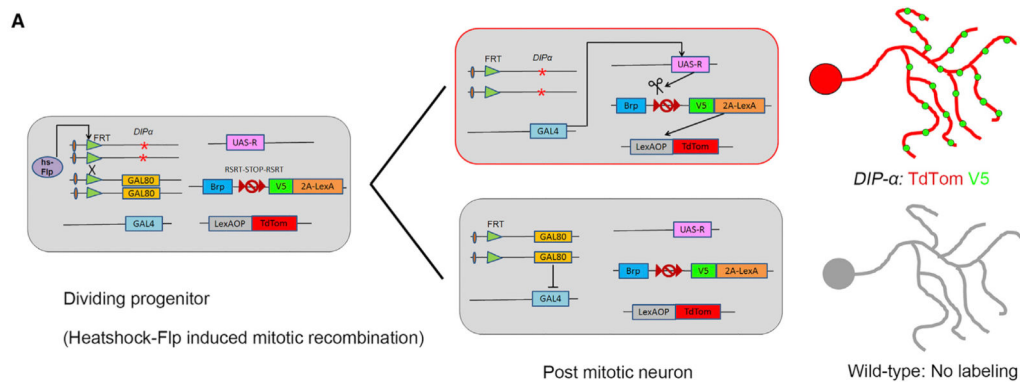 A
FRT
DIPα
hs-Flp
GAL80
GAL80
GAL4
UAS-R
RSRT-STOP-RSRT
Brp
V5
2A-LexA
LexAOP
TdTom
Dividing progenitor
(Heatshock-Flp induced mitotic recombination)
FRT
DIPα
GAL4
UAS-R
Brp
V5
2A-LexA
LexAOP
TdTom
FRT
GAL80
GAL80
GAL4
UAS-R
Brp
V5
2A-LexA
LexAOP
TdTom
Post mitotic neuron
DIP-α: TdTom V5
Wild-type: No labeling